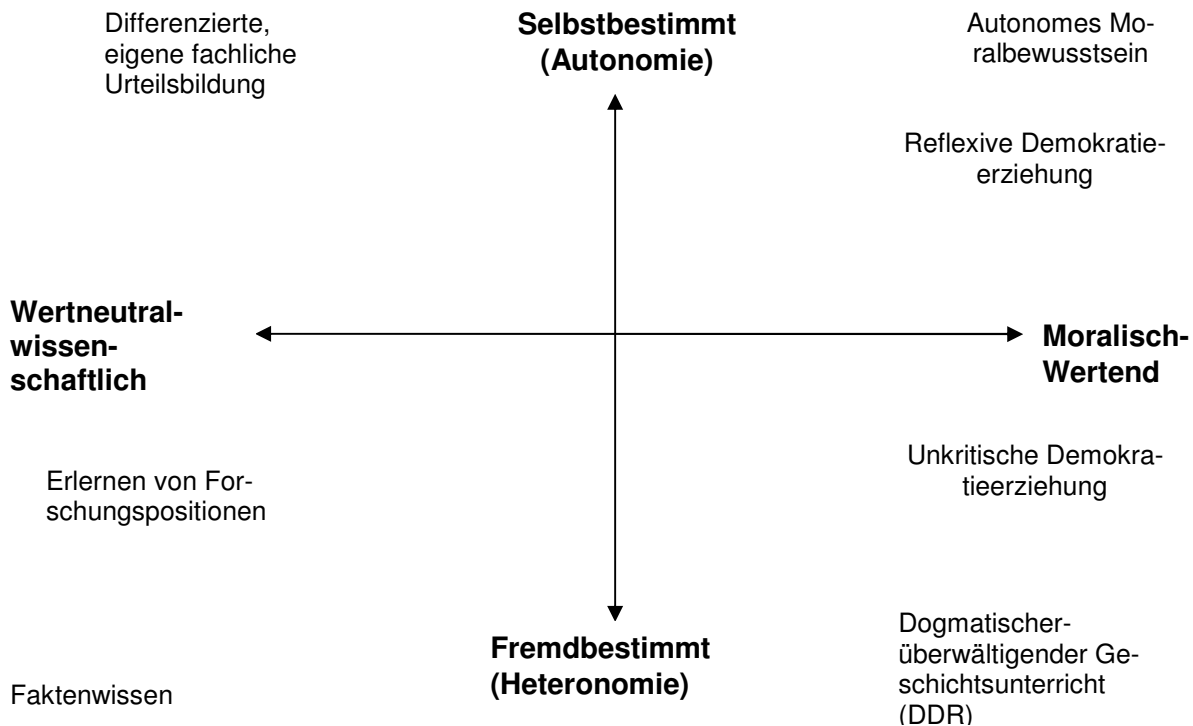 Differenzierte,
eigene fachliche
Urteilsbildung
Selbstbestimmt
(Autonomie)
Autonomes Mo-
ralbewusstsein
Reflexive Demokratie-
erziehung
Wertneutral-
wissen-
schaftlich
Moralisch-
Wertend
Erlernen von For-
schungspositionen
Unkritische Demokra-
tieerziehung
Faktenwissen
Fremdbestimmt
(Heteronomie)
Dogmatischer-
überwältigender Ge-
schichtsunterricht
(DDR)